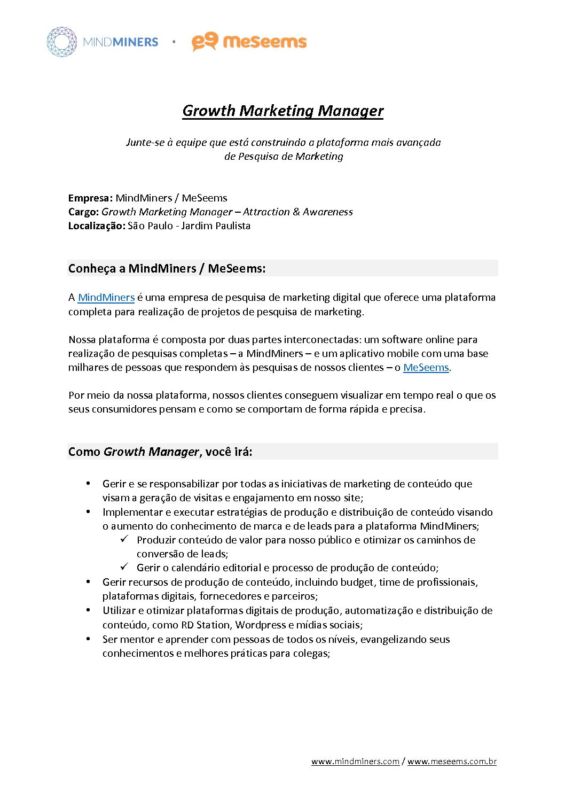 MINDMINERS • MeSeems
Growth Marketing Manager
Junte-se à equipe que está construindo a plataforma mais avançada
de Pesquisa de Marketing
Empresa: MindMiners / MeSeems
Cargo: Growth Marketing Manager – Attraction & Awareness
Localização: São Paulo - Jardim Paulista
Conheça a MindMiners / MeSeems:
A MindMiners é uma empresa de pesquisa de marketing digital que oferece uma plataforma
completa para realização de projetos de pesquisa de marketing.
Nossa plataforma é composta por duas partes interconectadas: um software online para
realização de pesquisas completas – a MindMiners – e um aplicativo mobile com uma base
milhares de pessoas que respondem às pesquisas de nossos clientes – o MeSeems.
Por meio da nossa plataforma, nossos clientes conseguem visualizar em tempo real o que os
seus consumidores pensam e como se comportam de forma rápida e precisa.
Como Growth Manager, você irá:
• Gerir e se responsabilizar por todas as iniciativas de marketing de conteúdo que
visam a geração de visitas e engajamento em nosso site;
• Implementar e executar estratégias de produção e distribuição de conteúdo visando
o aumento do conhecimento de marca e de leads para a plataforma MindMiners;
✓ Produzir conteúdo de valor para nosso público e otimizar os caminhos de
conversão de leads;
✓ Gerir o calendário editorial e processo de produção de conteúdo;
• Gerir recursos de produção de conteúdo, incluindo budget, time de profissionais,
plataformas digitais, fornecedores e parceiros;
• Utilizar e otimizar plataformas digitais de produção, automatização e distribuição de
conteúdo, como RD Station, Wordpress e mídias sociais;
• Ser mentor e aprender com pessoas de todos os níveis, evangelizando seus
conhecimentos e melhores práticas para colegas;
www.mindminers.com / www.meseems.com.br